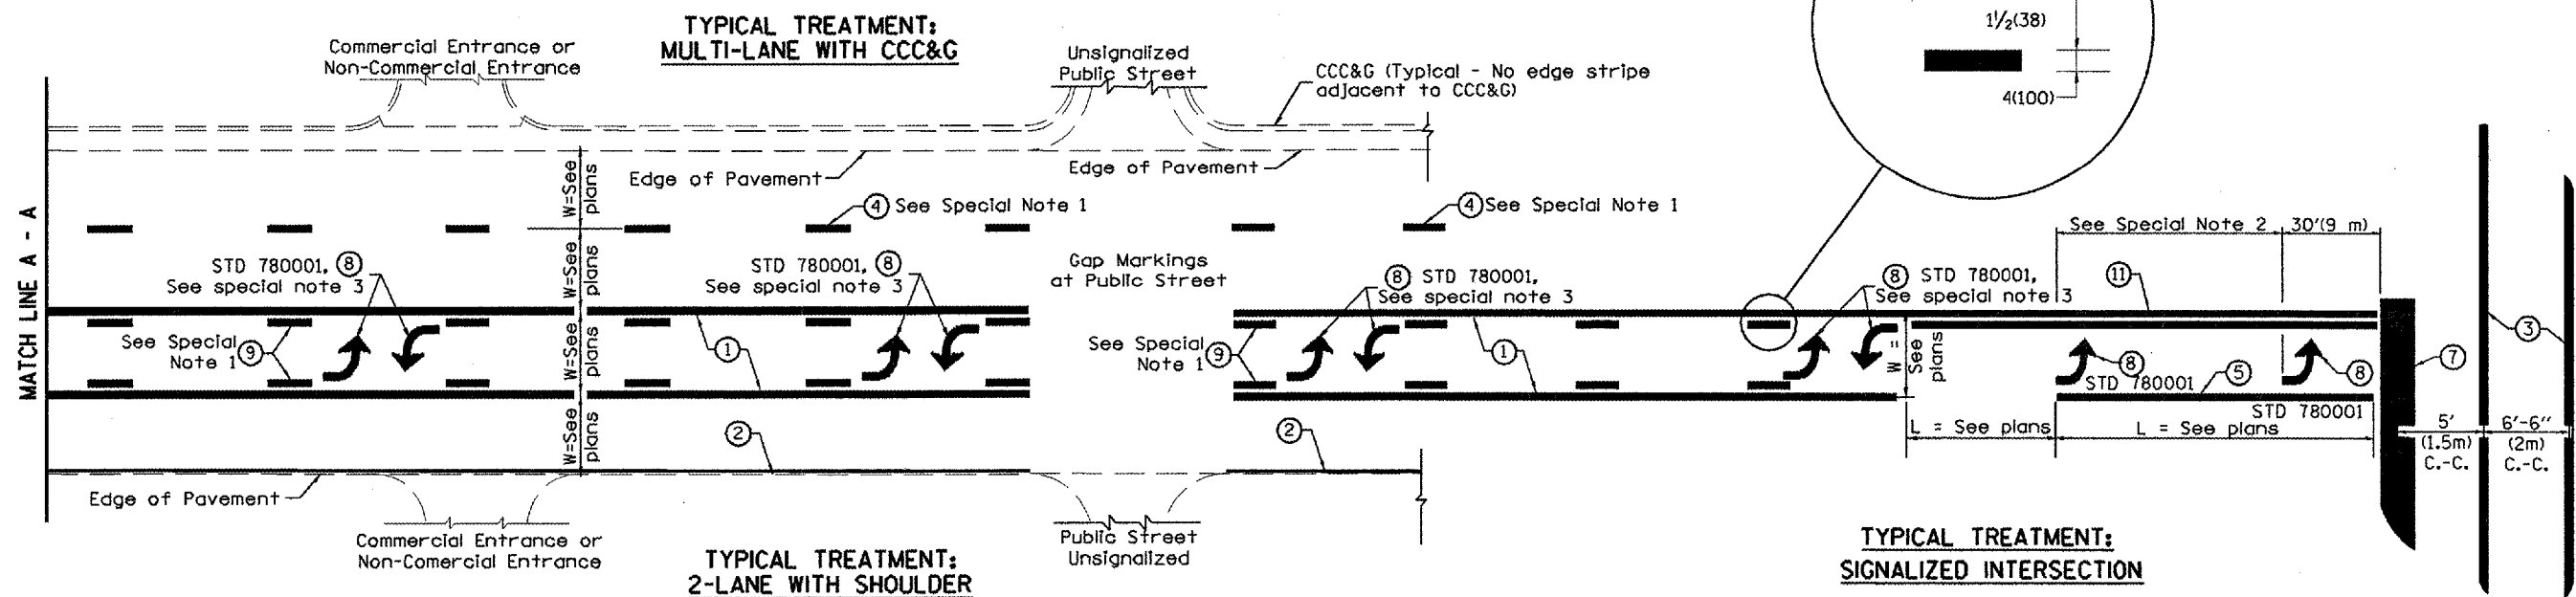 TYPICAL TREATMENT:
MULTI-LANE WITH CCC&G
Commercial Entrance or
Non-Commercial Entrance
Unsignalized
Public Street
CCC&G (Typical - No edge stripe
adjacent to CCC&G)
1½(38)
4(100)
MATCH LINE A - A
W=See
plans
Edge of Pavement
Edge of Pavement
4 See Special Note 1
4 See Special Note 1
W=See
plans
STD 780001, 8
See special note 3
STD 780001, 8
See special note 3
Gap Markings
at Public Street
8 STD 780001,
See special note 3
8 STD 780001,
See special note 3
See Special Note 2
30'(9 m)
11
See Special
Note 1 9
W=See
plans
1
See Special
Note 1 9
1
W =
See
plans
8
STD 780001
5
8
7
3
STD 780001
L = See plans
L = See plans
5'
(1.5m)
C.-C.
6'-6"
(2m)
C.-C.
W=See
plans
2
2
Edge of Pavement
Commercial Entrance or
Non-Comercial Entrance
Public Street
Unsignalized
TYPICAL TREATMENT:
2-LANE WITH SHOULDER
TYPICAL TREATMENT:
SIGNALIZED INTERSECTION